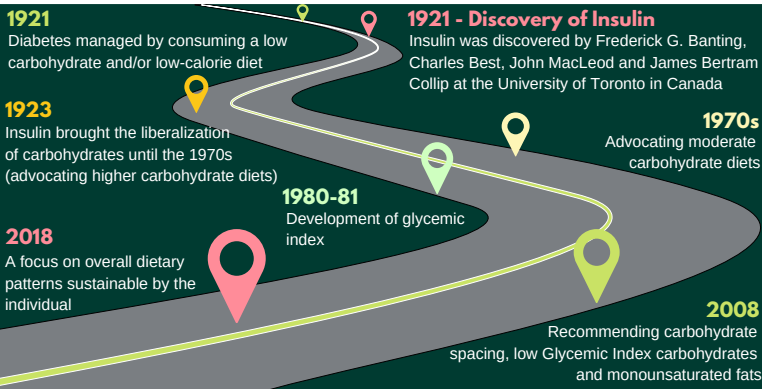 1921
Diabetes managed by consuming a low
carbohydrate and/or low-calorie diet
1921 - Discovery of Insulin
Insulin was discovered by Frederick G. Banting,
Charles Best, John MacLeod and James Bertram
Collip at the University of Toronto in Canada
1923
Insulin brought the liberalization
of carbohydrates until the 1970s
(advocating higher carbohydrate diets)
1970s
Advocating moderate
carbohydrate diets
1980-81
Development of glycemic
index
2008
Recommending carbohydrate
spacing, low Glycemic Index carbohydrates
and monounsaturated fats
2018
A focus on overall dietary
patterns sustainable by the
individual